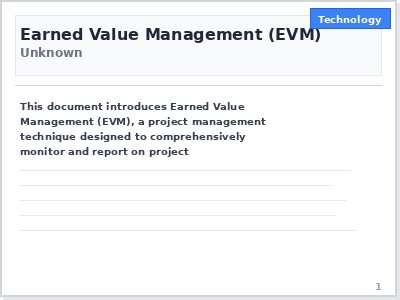 Technology
Earned Value Management (EVM)
Unknown
This document introduces Earned Value
Management (EVM), a project management
technique designed to comprehensively
monitor and report on project
1